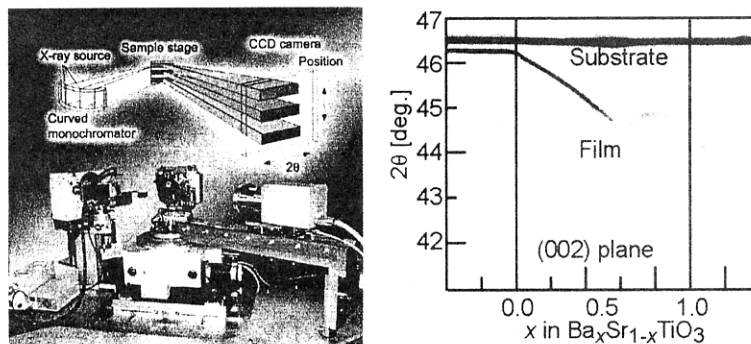 X-ray source
Sample stage
CCD camera
Position
Curved
monochromator
2θ
47
46
45
44
43
42
2θ [deg.]
Substrate
Film
(002) plane
0.0
0.5
1.0
x in BaxSr1-xTiO3